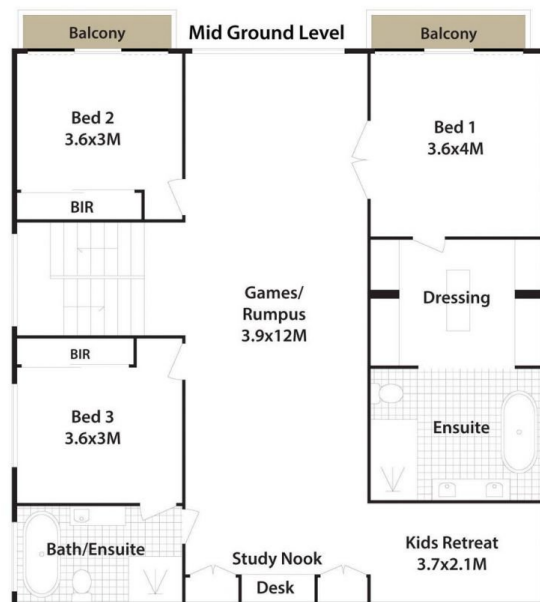 Balcony
Mid Ground Level
Balcony
Bed 2
3.6x3M
Bed 1
3.6x4M
BIR
Games/
Rumpus
3.9x12M
Dressing
BIR
Bed 3
3.6x3M
Ensuite
Bath/Ensuite
Study Nook
Desk
Kids Retreat
3.7x2.1M